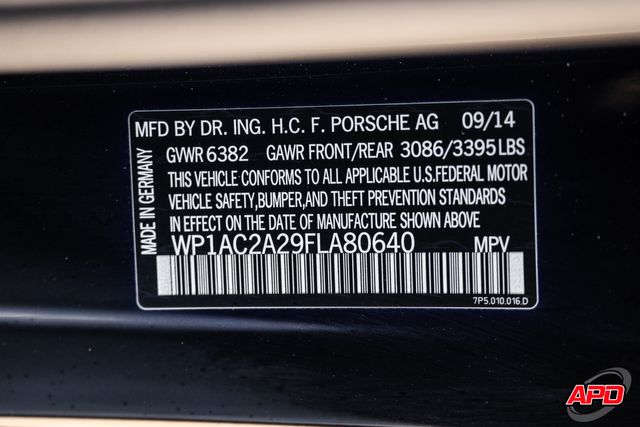 MFD BY DR. ING. H.C. F. PORSCHE AG 09/14
GVWR 6382 GAWR FRONT/REAR 3086/3395 LBS
THIS VEHICLE CONFORMS TO ALL APPLICABLE U.S.FEDERAL MOTOR
VEHICLE SAFETY,BUMPER,AND THEFT PREVENTION STANDARDS
IN EFFECT ON THE DATE OF MANUFACTURE SHOWN ABOVE
WP1AC2A29FLA80640 MPV
MADE IN GERMANY
7P5.010.016.D
APD